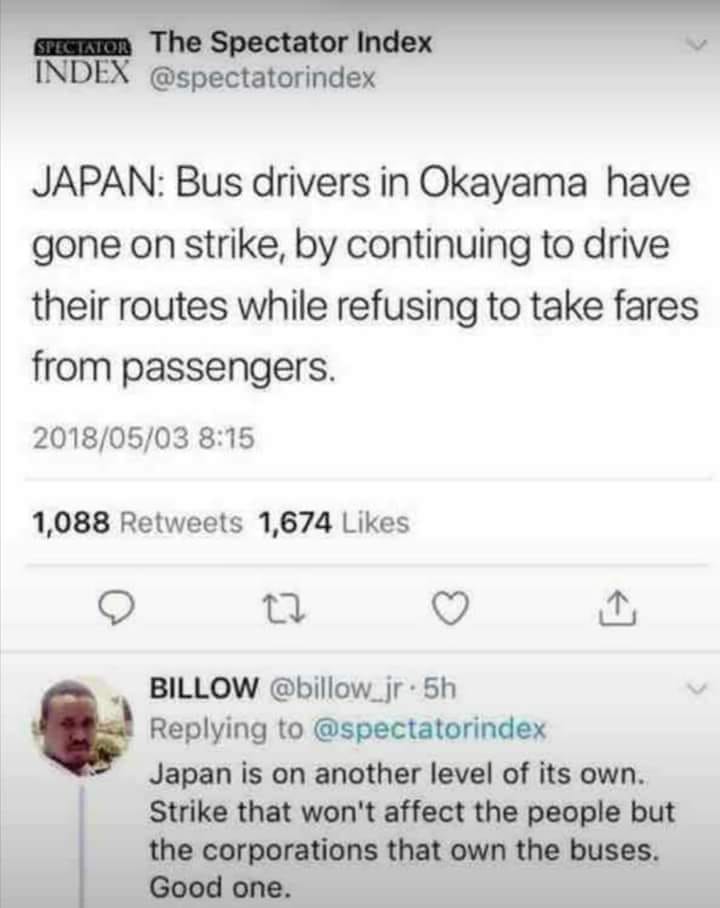 SPECTATOR
INDEX
The Spectator Index
@spectatorindex
JAPAN: Bus drivers in Okayama have
gone on strike, by continuing to drive
their routes while refusing to take fares
from passengers.
2018/05/03 8:15
1,088 Retweets 1,674 Likes
BILLOW @billow_jr · 5h
Replying to @spectatorindex
Japan is on another level of its own.
Strike that won't affect the people but
the corporations that own the buses.
Good one.